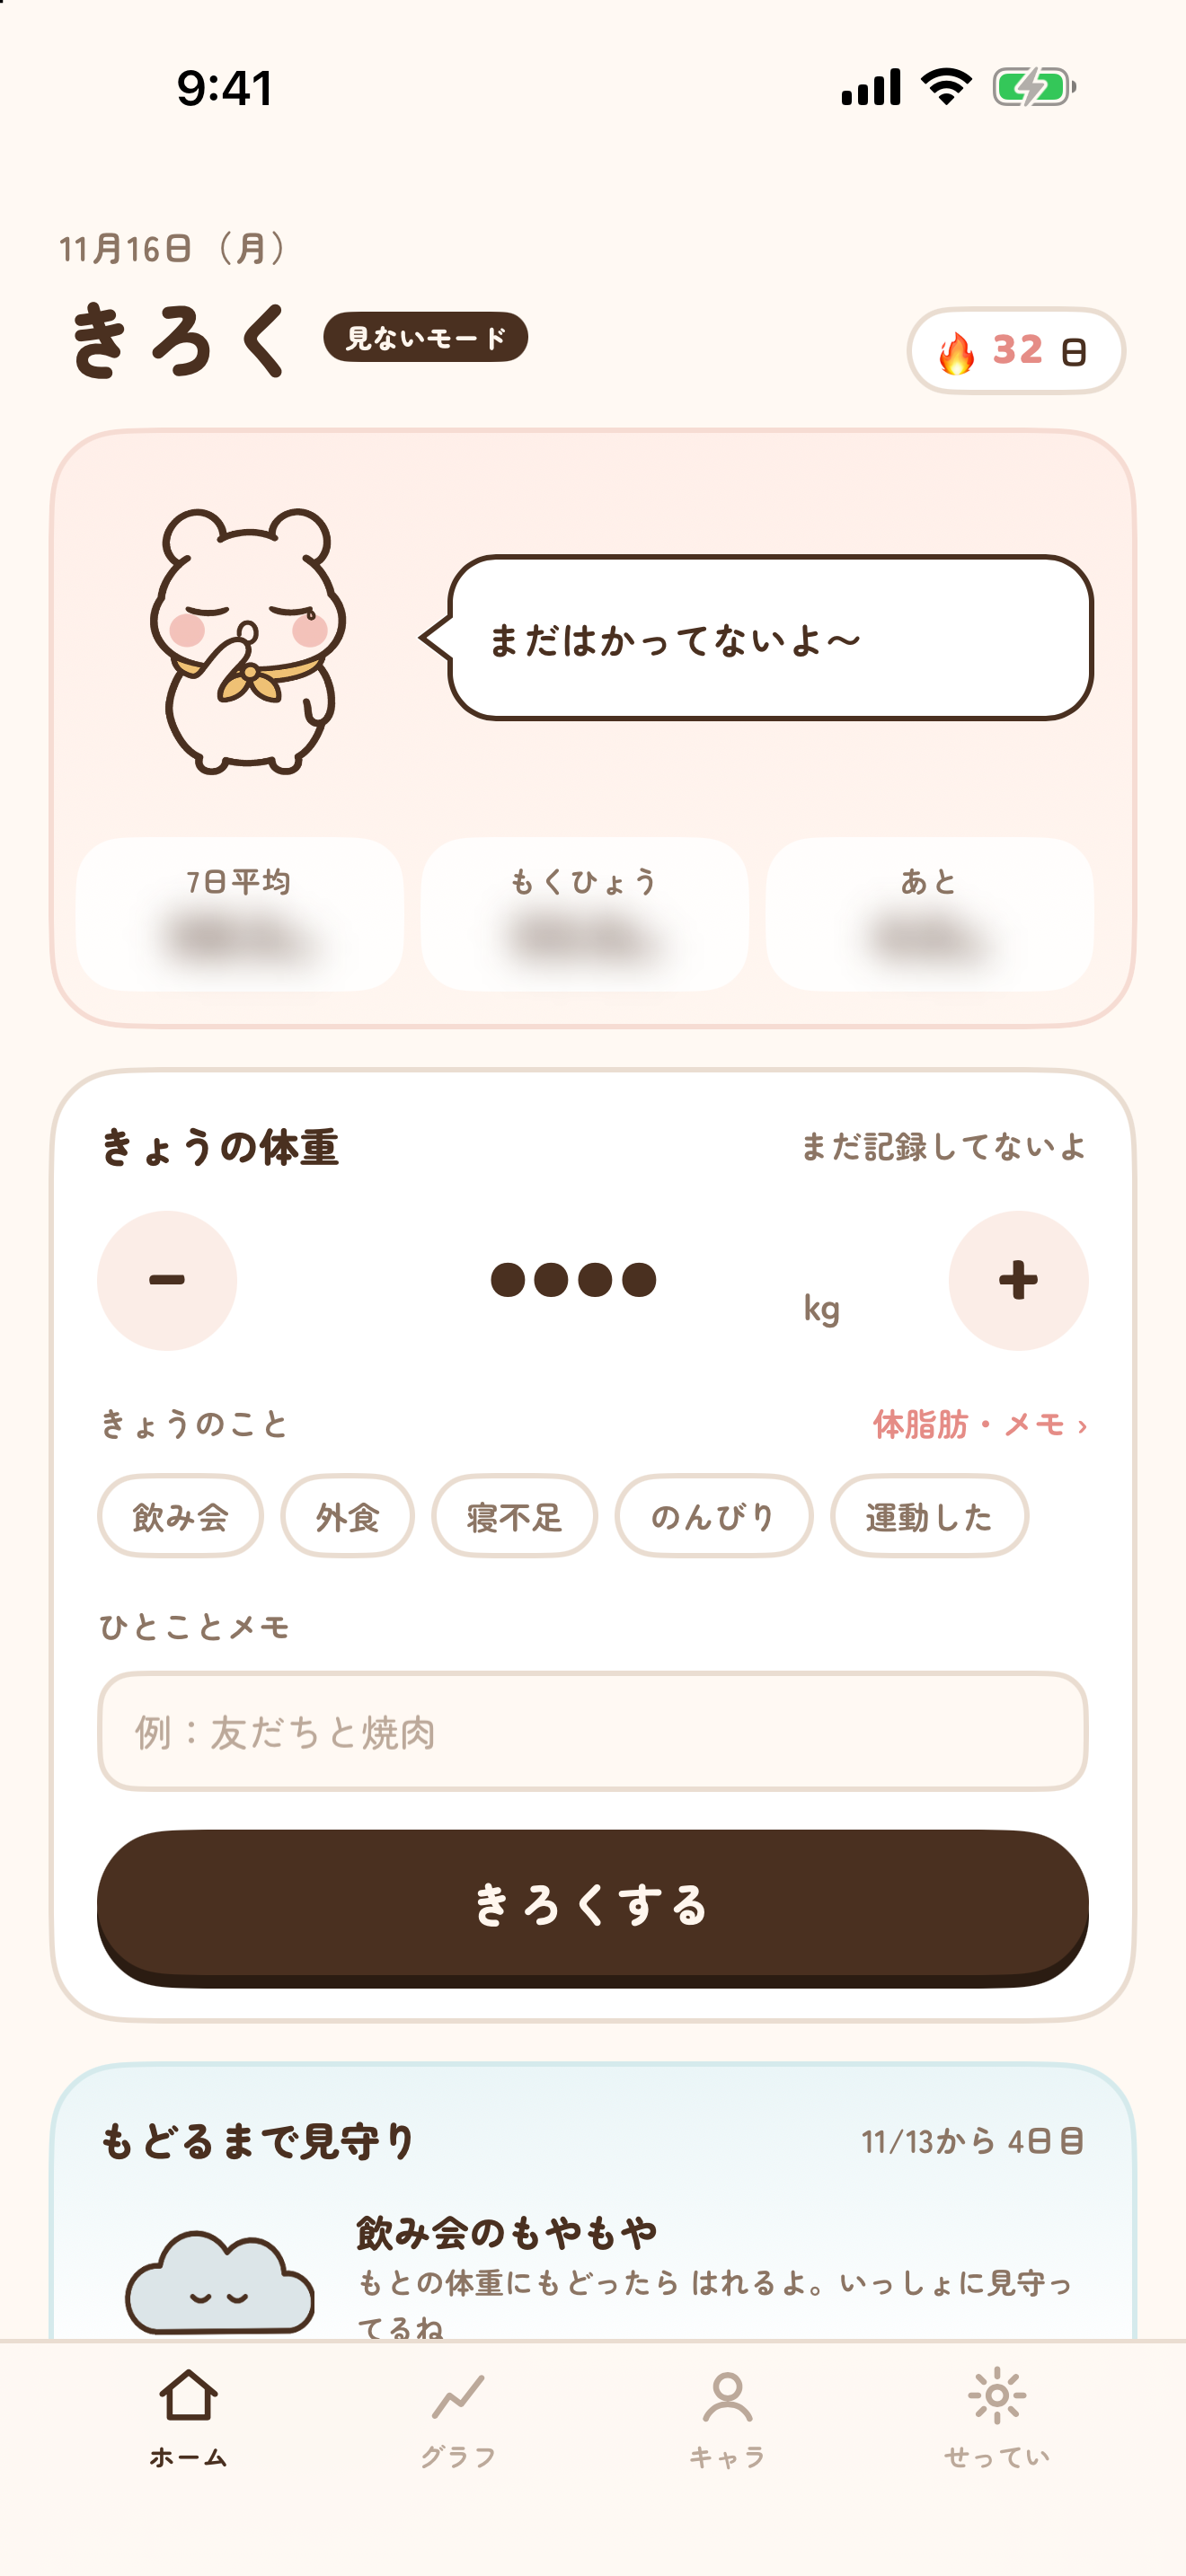 9:41
11月16日（月）
きろく 見ないモード
🔥 32 日
まだはかってないよ〜
7日平均 もくひょう あと
きょうの体重 まだ記録してないよ
− ●●●● kg +
きょうのこと 体脂肪・メモ ›
飲み会 外食 寝不足 のんびり 運動した
ひとことメモ
例：友だちと焼肉
きろくする
もどるまで見守り 11/13から 4日目
飲み会のもやもや
もとの体重にもどったら はれるよ。いっしょに見守っ
てるね
ホーム グラフ キャラ せってい